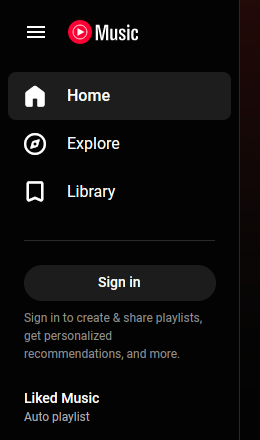 Music
Home
Explore
Library
Sign in
Sign in to create & share playlists,
get personalized
recommendations, and more.
Liked Music
Auto playlist